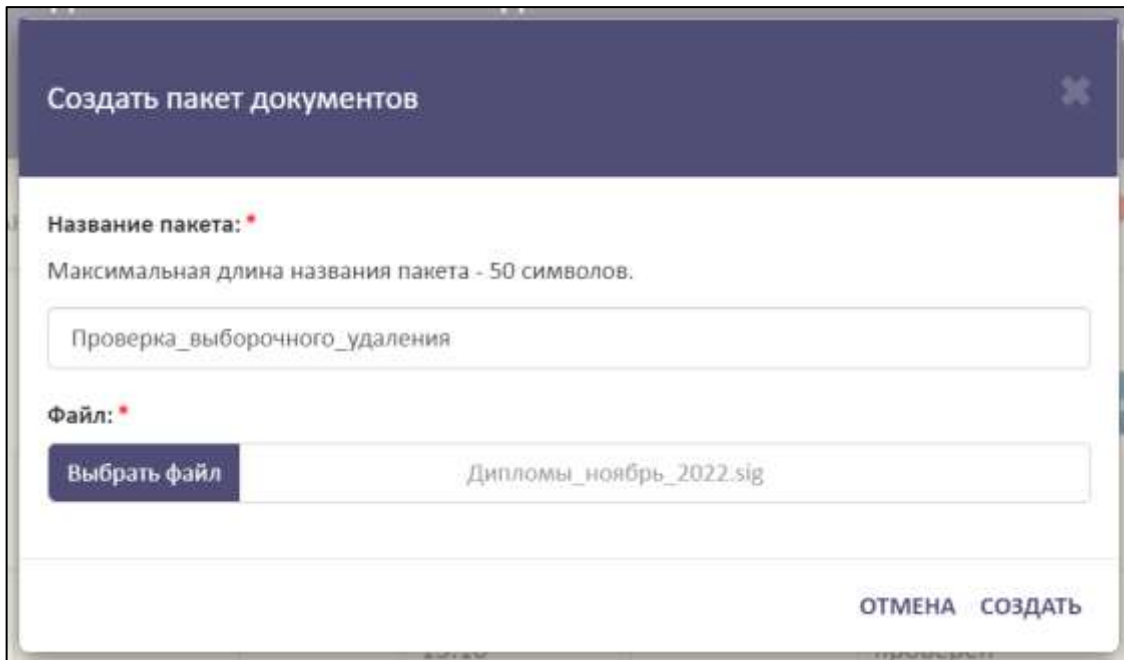 Создать пакет документов
Название пакета: *
Максимальная длина названия пакета - 50 символов.
Проверка_выборочного_удаления
Файл: *
Выбрать файл Дипломы_ноябрь_2022.sig
ОТМЕНА СОЗДАТЬ